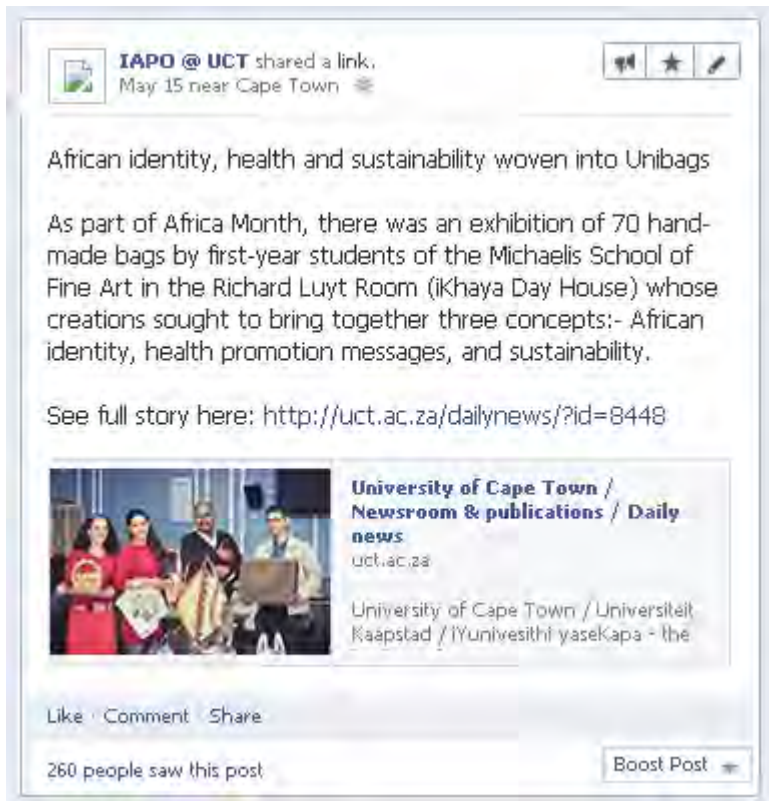 IAPO @ UCT shared a link.
May 15 near Cape Town
African identity, health and sustainability woven into Unibags
As part of Africa Month, there was an exhibition of 70 hand-
made bags by first-year students of the Michaelis School of
Fine Art in the Richard Luyt Room (iKhaya Day House) whose
creations sought to bring together three concepts:- African
identity, health promotion messages, and sustainability.
See full story here: http://uct.ac.za/dailynews/?id=8448
University of Cape Town /
Newsroom & publications / Daily
news
uct.ac.za
University of Cape Town / Universiteit
Kaapstad / iYunivesithi yaseKapa - the
Like · Comment · Share
260 people saw this post
Boost Post